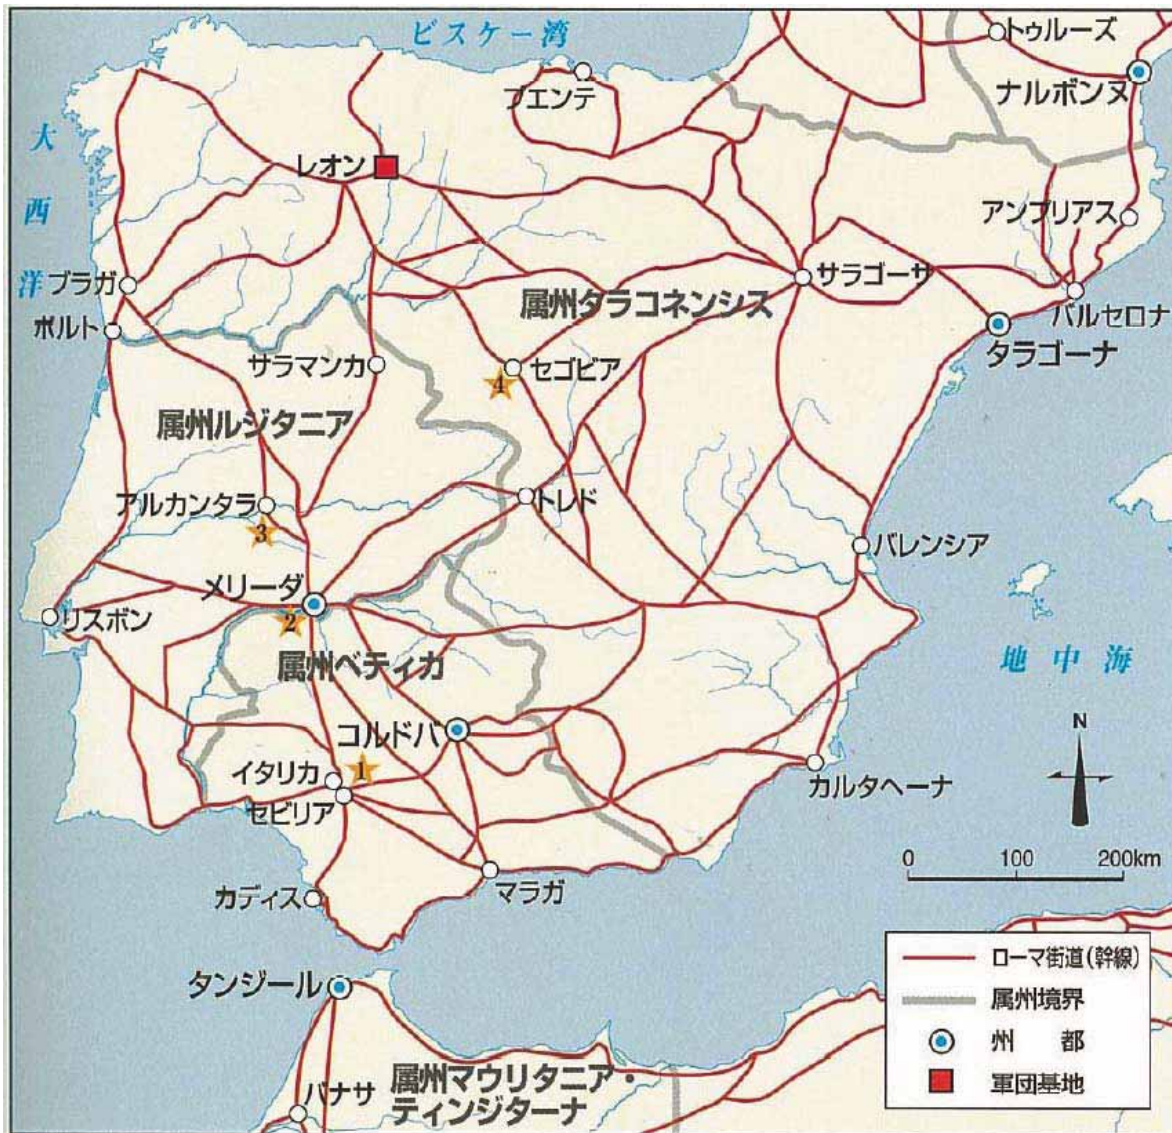 ビスケー湾
トゥルーズ
ナルボンヌ
プエンテ
大西洋
レオン
アンプリアス
ブラガ
サラゴーサ
属州タラコネンシス
バルセロナ
ポルト
タラゴーナ
サラマンカ
セゴビア
4
属州ルジタニア
アルカンタラ
トレド
3
バレンシア
メリーダ
リスボン
2
属州ベティカ
地中海
コルドバ
N
イタリカ
1
カルタヘーナ
セビリア
0 100 200km
カディス
マラガ
タンジール
ローマ街道(幹線)
属州境界
州都
軍団基地
属州マウリタニア・
ティンジターナ
バナサ